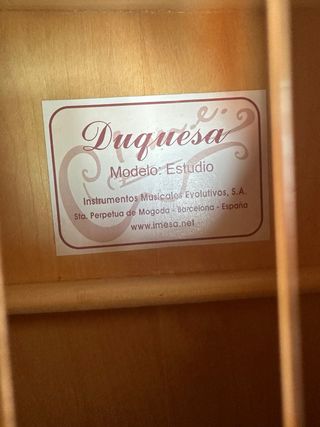 Duquesa
Modelo: Estudio
Instrumentos Musicales Evolutivos, S.A.
Sta. Perpetua de Mogoda - Barcelona - España
www.imesa.net